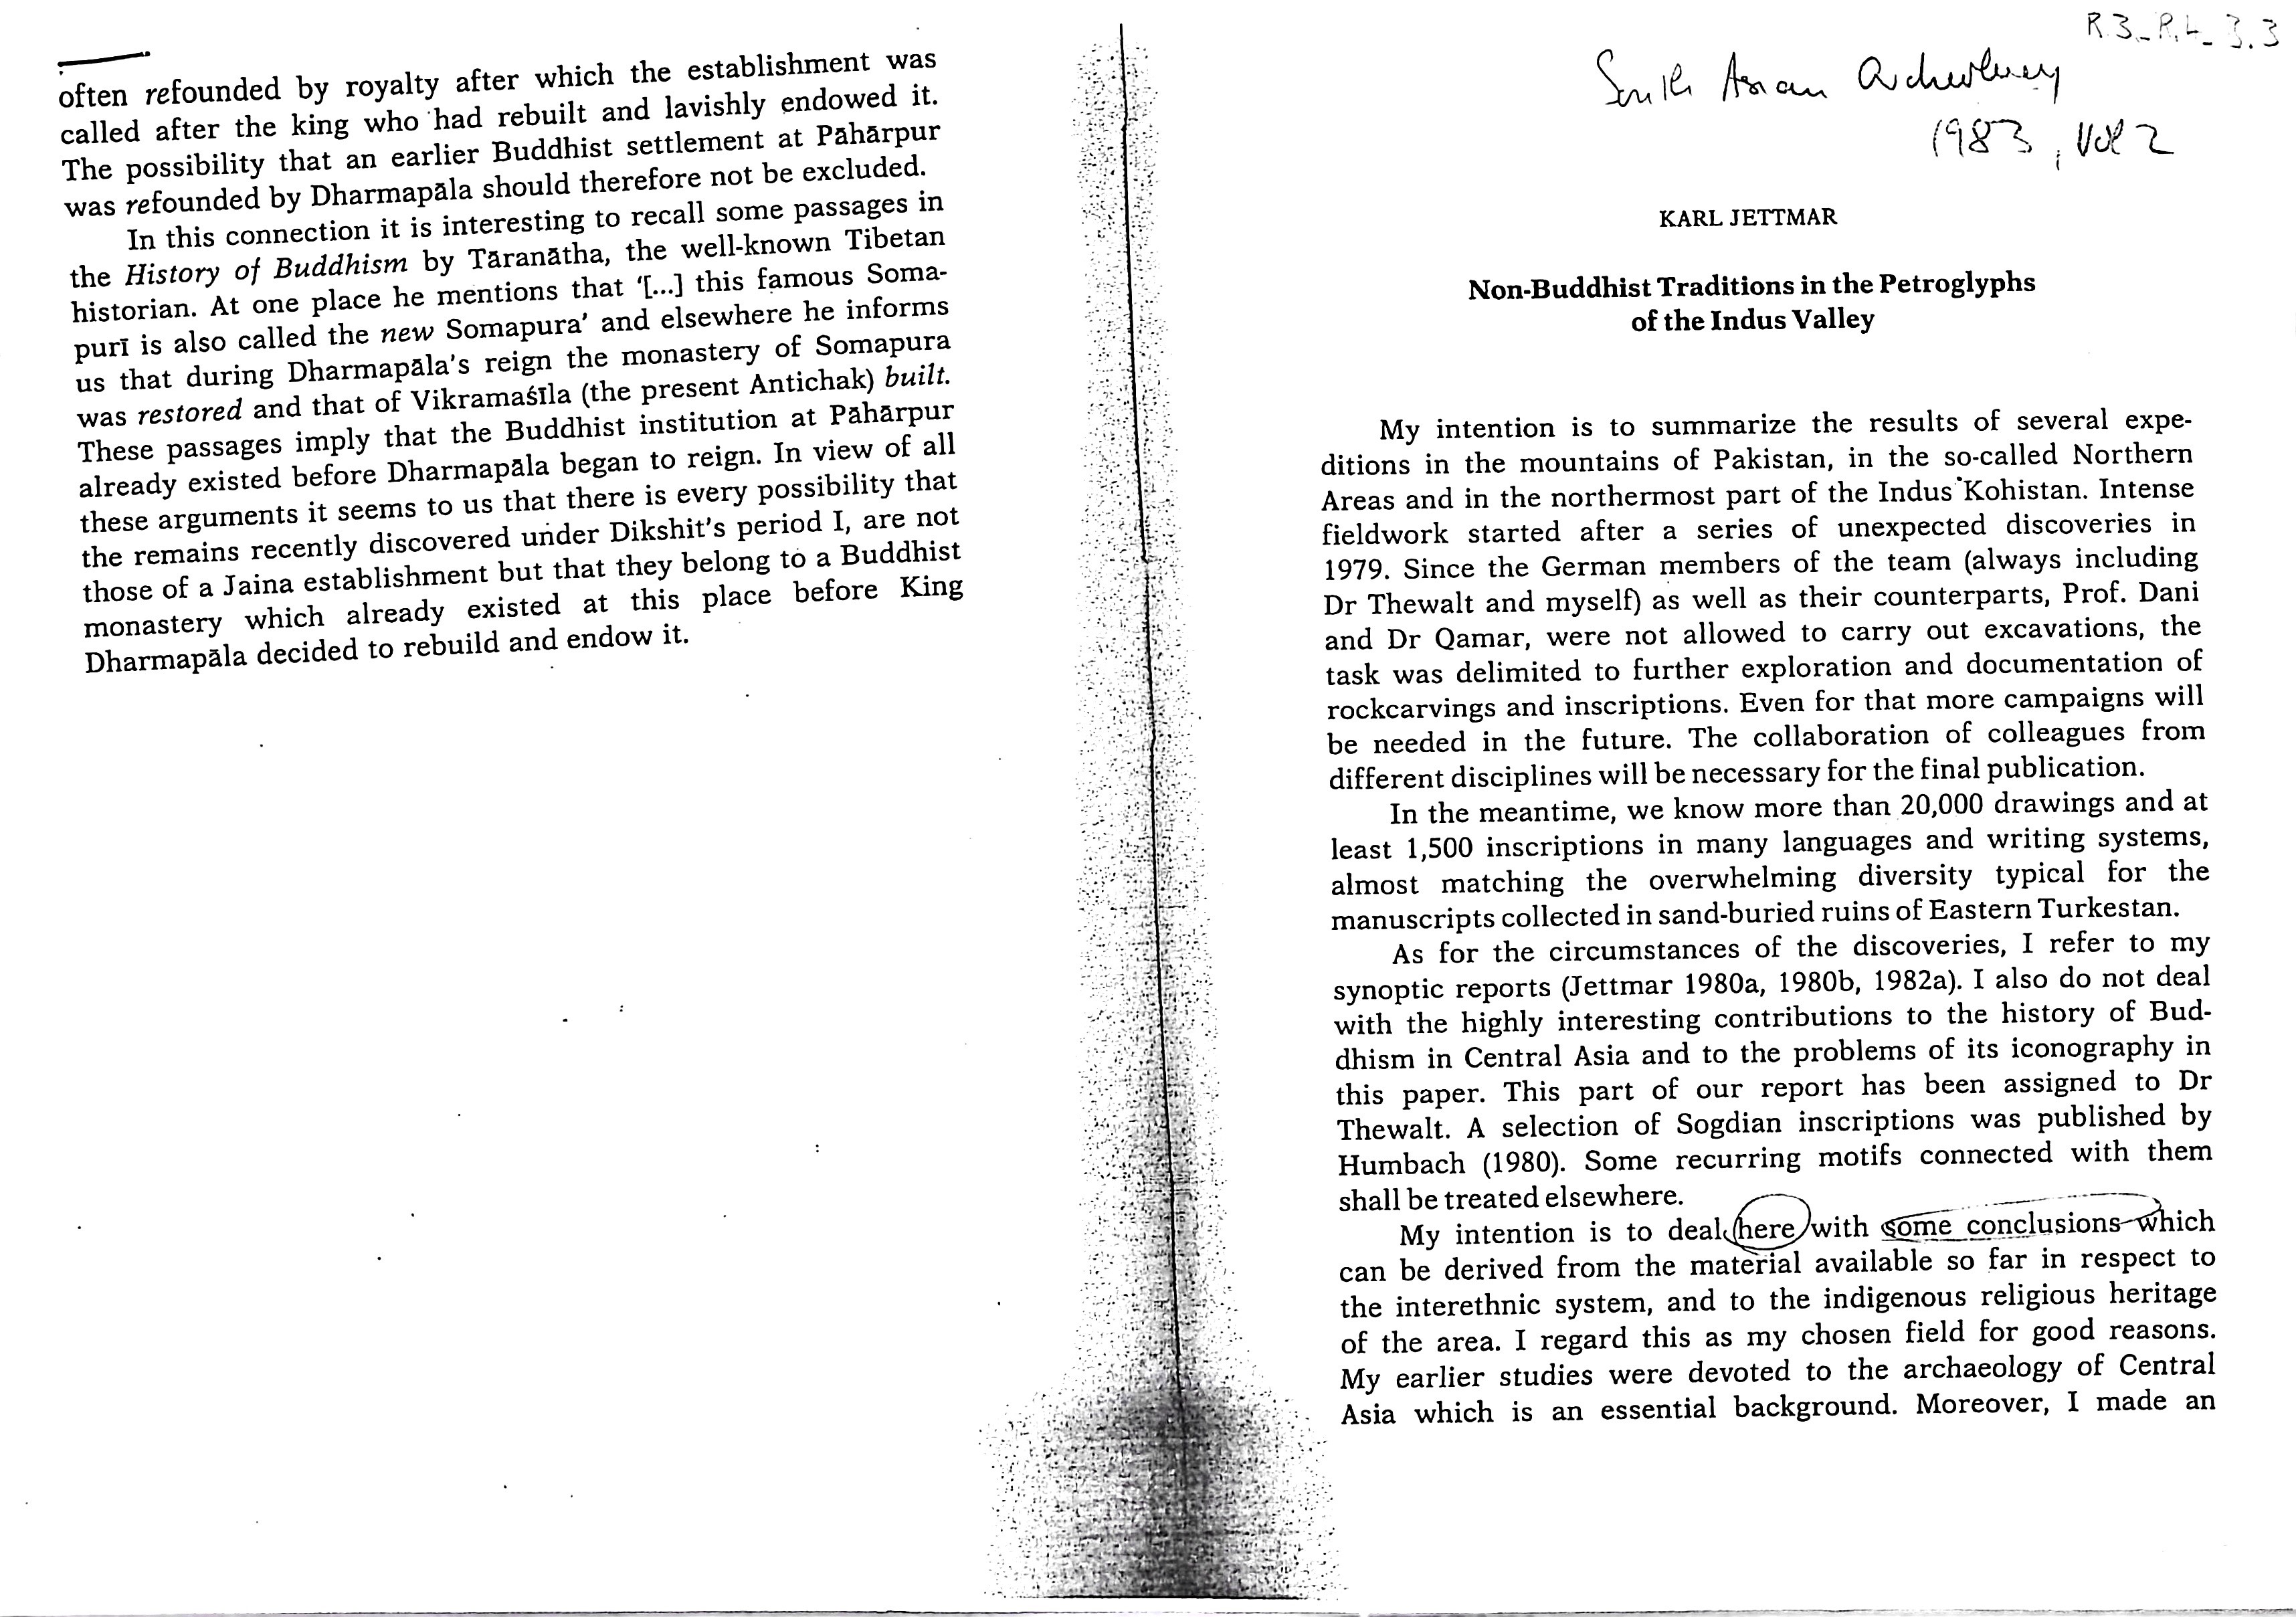 often refounded by royalty after which the establishment was
called after the king who had rebuilt and lavishly endowed it.
The possibility that an earlier Buddhist settlement at Pāhārpur
was refounded by Dharmapāla should therefore not be excluded.
In this connection it is interesting to recall some passages in
the History of Buddhism by Tāranātha, the well-known Tibetan
historian. At one place he mentions that ‘[...] this famous Soma-
purī is also called the new Somapura’ and elsewhere he informs
us that during Dharmapāla's reign the monastery of Somapura
was restored and that of Vikramaśīla (the present Antichak) built.
These passages imply that the Buddhist institution at Pāhārpur
already existed before Dharmapāla began to reign. In view of all
these arguments it seems to us that there is every possibility that
the remains recently discovered under Dikshit's period I, are not
those of a Jaina establishment but that they belong to a Buddhist
monastery which already existed at this place before King
Dharmapāla decided to rebuild and endow it.
R.3_R.4_3.3
South Asian Archaeology
1983, Vol 2
KARL JETTMAR
Non-Buddhist Traditions in the Petroglyphs
of the Indus Valley
My intention is to summarize the results of several expe-
ditions in the mountains of Pakistan, in the so-called Northern
Areas and in the northermost part of the Indus Kohistan. Intense
fieldwork started after a series of unexpected discoveries in
1979. Since the German members of the team (always including
Dr Thewalt and myself) as well as their counterparts, Prof. Dani
and Dr Qamar, were not allowed to carry out excavations, the
task was delimited to further exploration and documentation of
rockcarvings and inscriptions. Even for that more campaigns will
be needed in the future. The collaboration of colleagues from
different disciplines will be necessary for the final publication.
In the meantime, we know more than 20,000 drawings and at
least 1,500 inscriptions in many languages and writing systems,
almost matching the overwhelming diversity typical for the
manuscripts collected in sand-buried ruins of Eastern Turkestan.
As for the circumstances of the discoveries, I refer to my
synoptic reports (Jettmar 1980a, 1980b, 1982a). I also do not deal
with the highly interesting contributions to the history of Bud-
dhism in Central Asia and to the problems of its iconography in
this paper. This part of our report has been assigned to Dr
Thewalt. A selection of Sogdian inscriptions was published by
Humbach (1980). Some recurring motifs connected with them
shall be treated elsewhere.
My intention is to deal here with some conclusions which
can be derived from the material available so far in respect to
the interethnic system, and to the indigenous religious heritage
of the area. I regard this as my chosen field for good reasons.
My earlier studies were devoted to the archaeology of Central
Asia which is an essential background. Moreover, I made an